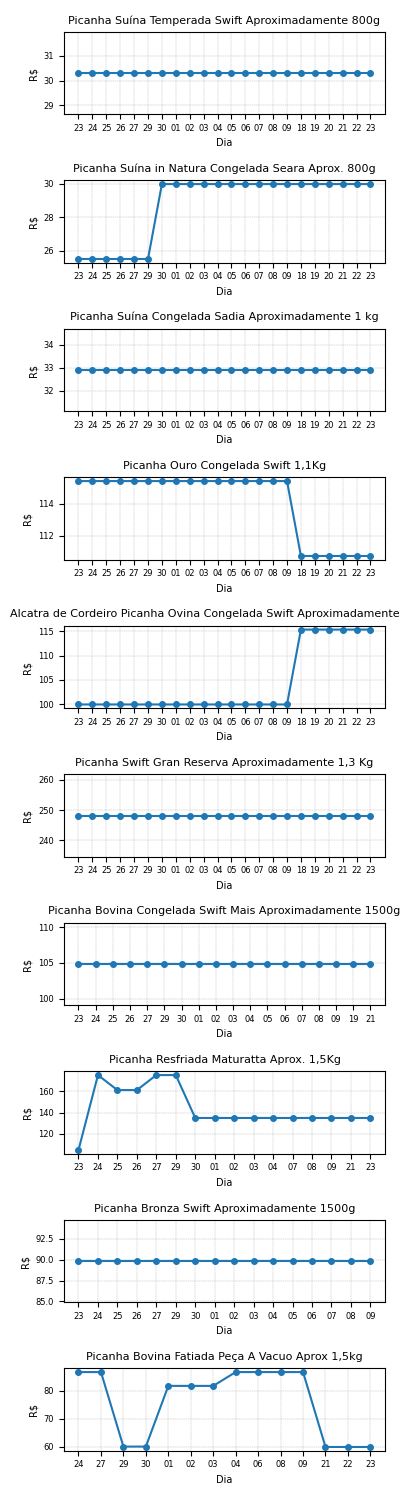 Picanha Suína Temperada Swift Aproximadamente 800g
31
30
29
R$
23 24 25 26 27 29 30 01 02 03 04 05 06 07 08 09 18 19 20 21 22 23
Dia
Picanha Suína in Natura Congelada Seara Aprox. 800g
30
28
26
R$
23 24 25 26 27 29 30 01 02 03 04 05 06 07 08 09 18 19 20 21 22 23
Dia
Picanha Suína Congelada Sadia Aproximadamente 1 kg
34
33
32
R$
23 24 25 26 27 29 30 01 02 03 04 05 06 07 08 09 18 19 20 21 22 23
Dia
Picanha Ouro Congelada Swift 1,1Kg
114
112
R$
23 24 25 26 27 29 30 01 02 03 04 05 06 07 08 09 18 19 20 21 22 23
Dia
Alcatra de Cordeiro Picanha Ovina Congelada Swift Aproximadamente
115
110
105
100
R$
23 24 25 26 27 29 30 01 02 03 04 05 06 07 08 09 18 19 20 21 22 23
Dia
Picanha Swift Gran Reserva Aproximadamente 1,3 Kg
260
250
240
R$
23 24 25 26 27 29 30 01 02 03 04 05 06 07 08 09 18 19 20 21 22 23
Dia
Picanha Bovina Congelada Swift Mais Aproximadamente 1500g
110
105
100
R$
23 24 25 26 27 29 30 01 02 03 04 05 06 07 08 09 19 21
Dia
Picanha Resfriada Maturatta Aprox. 1,5Kg
160
140
120
R$
23 24 25 26 27 29 30 01 02 03 04 07 08 09 21 23
Dia
Picanha Bronza Swift Aproximadamente 1500g
92.5
90.0
87.5
85.0
R$
23 24 25 26 27 29 30 01 02 03 04 05 06 07 08 09
Dia
Picanha Bovina Fatiada Peça A Vacuo Aprox 1,5kg
80
70
60
R$
24 27 29 30 01 02 03 04 06 08 09 21 22 23
Dia